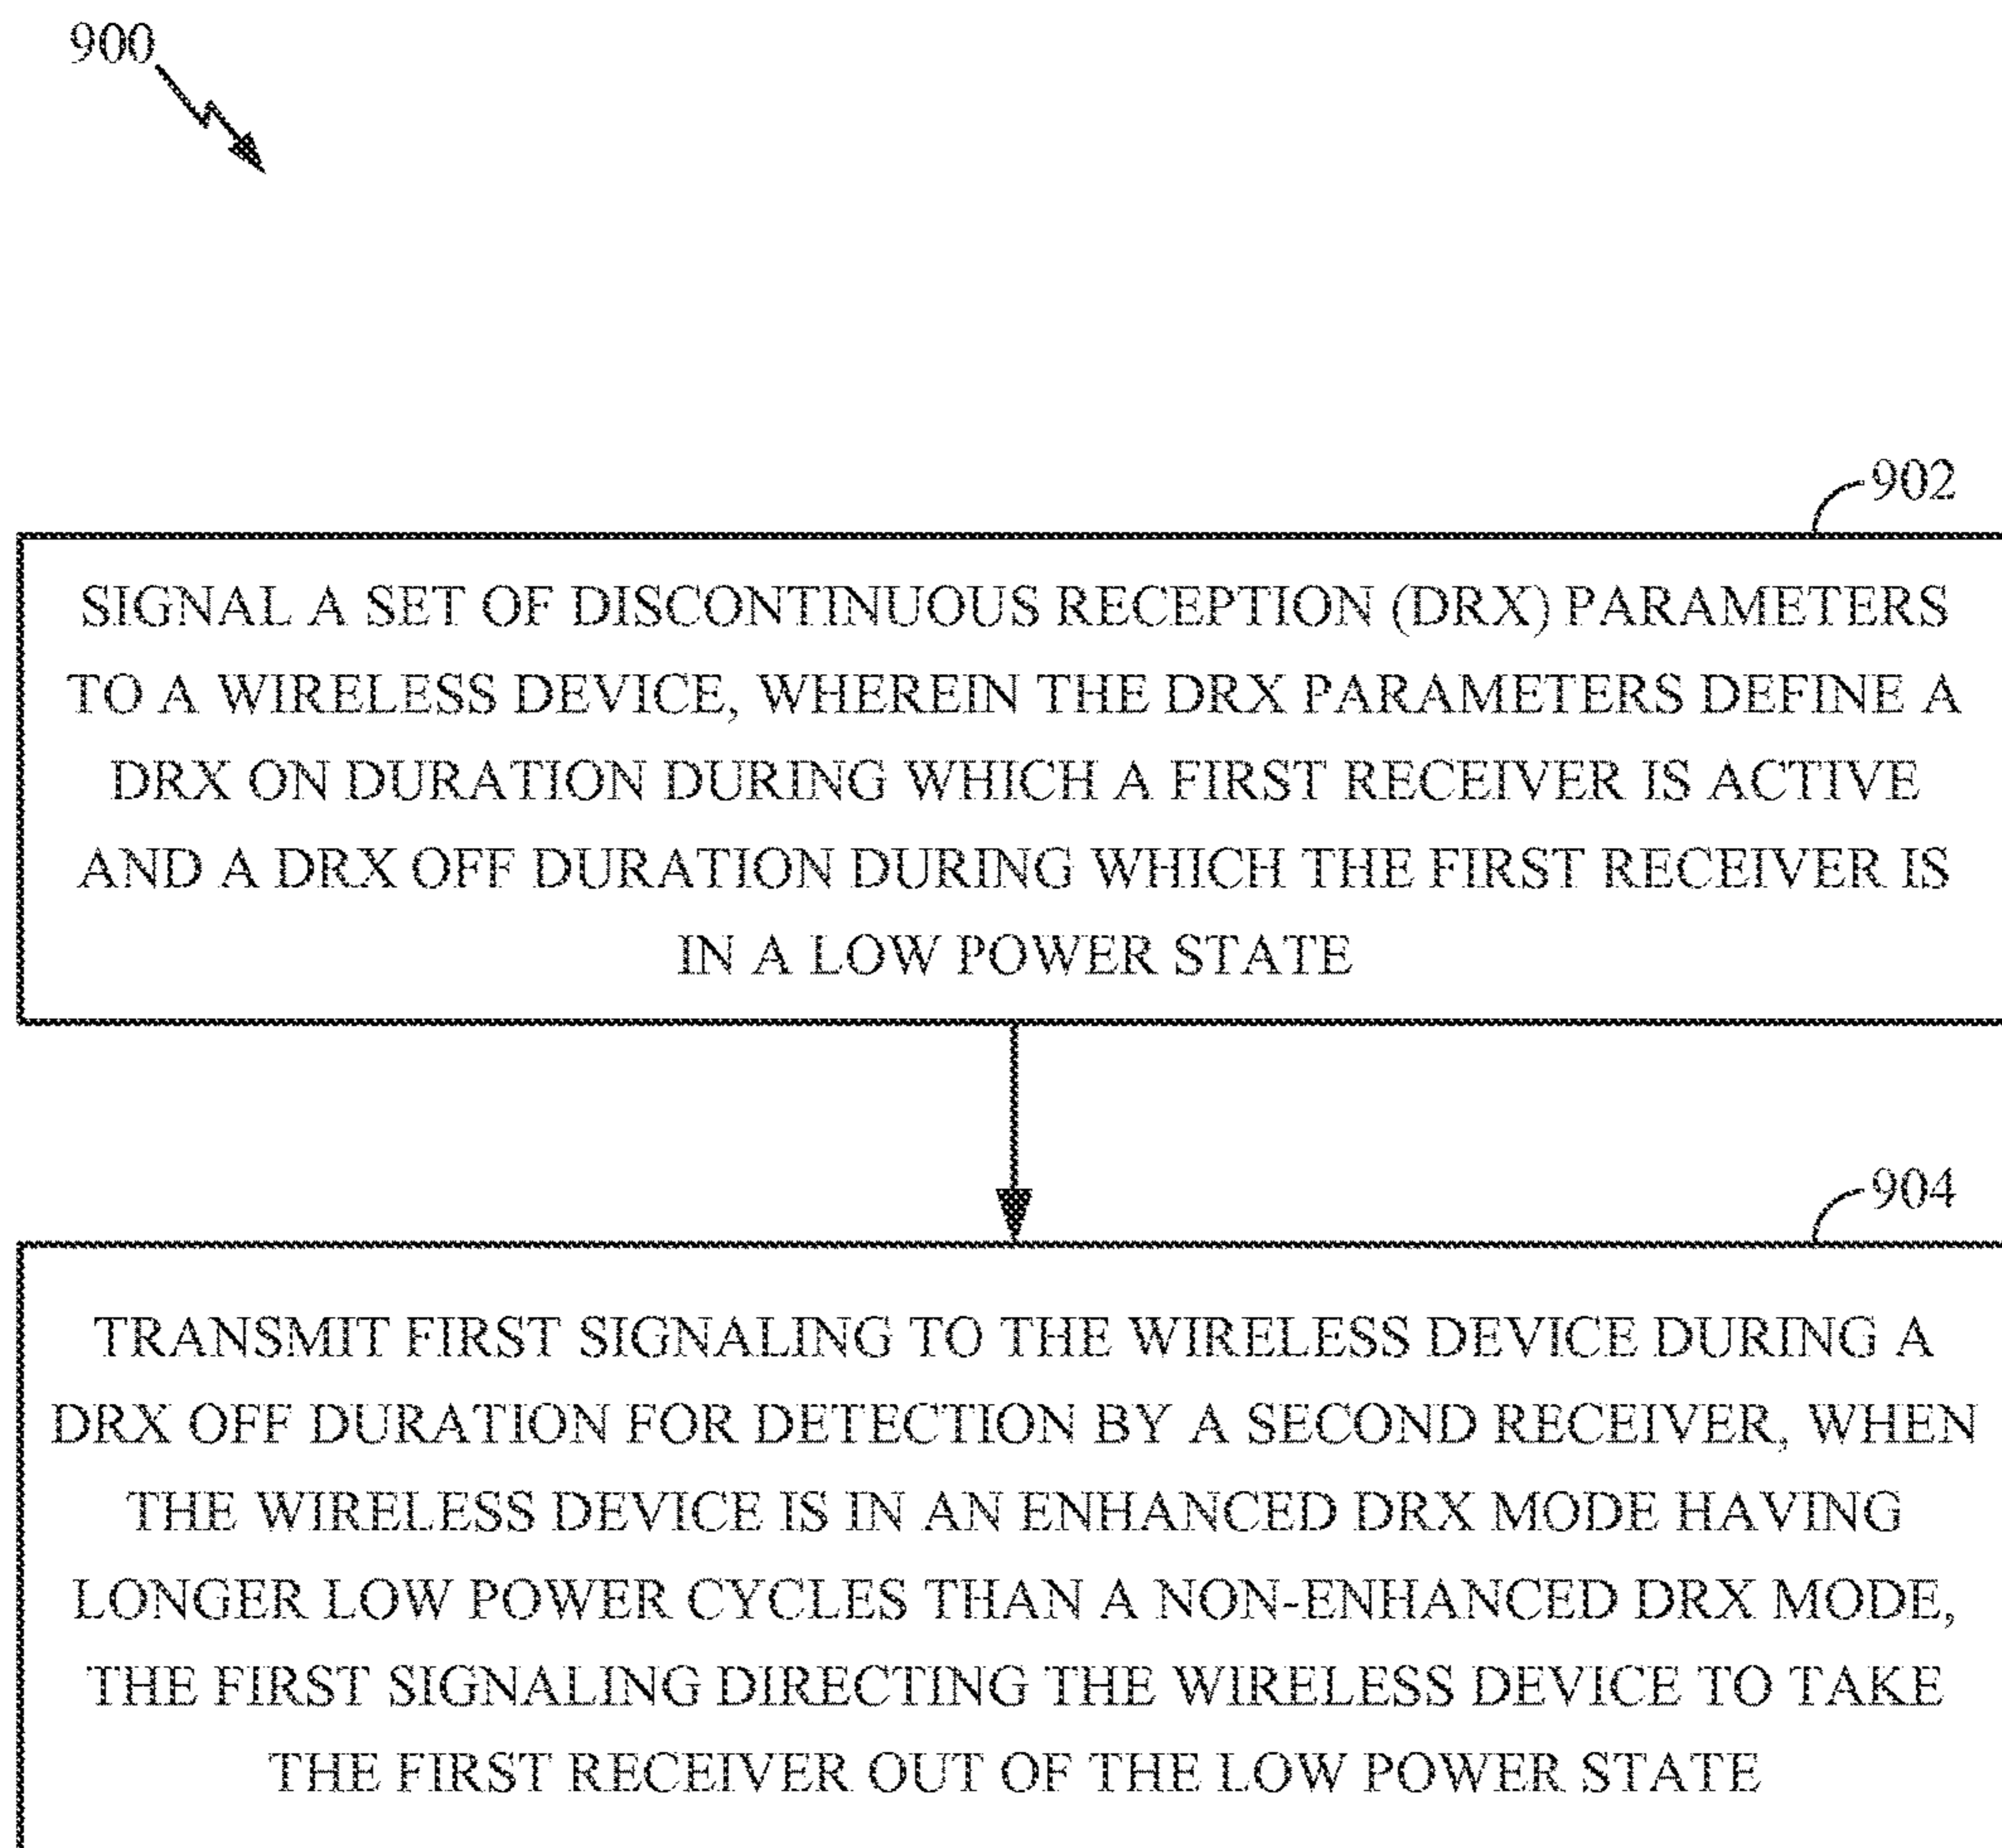 900
902
SIGNAL A SET OF DISCONTINUOUS RECEPTION (DRX) PARAMETERS
TO A WIRELESS DEVICE, WHEREIN THE DRX PARAMETERS DEFINE A
DRX ON DURATION DURING WHICH A FIRST RECEIVER IS ACTIVE
AND A DRX OFF DURATION DURING WHICH THE FIRST RECEIVER IS
IN A LOW POWER STATE
904
TRANSMIT FIRST SIGNALING TO THE WIRELESS DEVICE DURING A
DRX OFF DURATION FOR DETECTION BY A SECOND RECEIVER, WHEN
THE WIRELESS DEVICE IS IN AN ENHANCED DRX MODE HAVING
LONGER LOW POWER CYCLES THAN A NON-ENHANCED DRX MODE,
THE FIRST SIGNALING DIRECTING THE WIRELESS DEVICE TO TAKE
THE FIRST RECEIVER OUT OF THE LOW POWER STATE